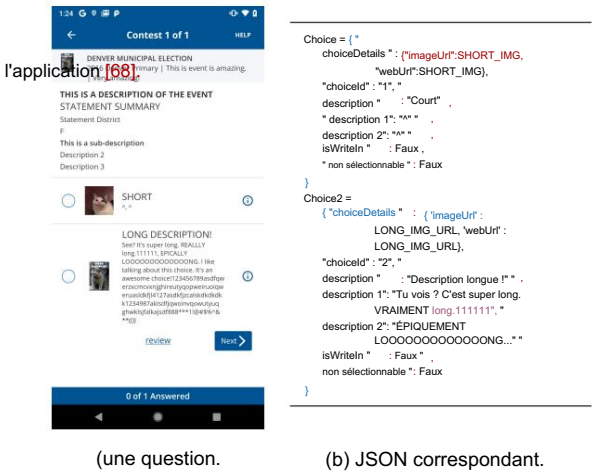 1:24 G
Contest 1 of 1
HELP
DENVER MUNICIPAL ELECTION
Primary | This is event is amazing.
l'application [68].
THIS IS A DESCRIPTION OF THE EVENT
STATEMENT SUMMARY
Statement District
F
This is a sub-description
Description 2
Description 3
SHORT
^, ^
LONG DESCRIPTION!
See!? It's super long. REALLLY
long.111111, EPICALLY
LOOOOOOOOOOOOONG. I like
talking about this choice. It's an
review
Next
0 of 1 Answered
(une question.
Choice = { "
choiceDetails " : {"imageUrl":SHORT_IMG,
"webUrl":SHORT_IMG},
"choiceId" : "1", "
description " : "Court" ,
" description 1": "^" " ,
description 2": "^" " ,
isWriteIn " : Faux ,
" non sélectionnable " : Faux
}
Choice2 =
{ "choiceDetails " : { 'imageUrl' :
LONG_IMG_URL, 'webUrl' :
LONG_IMG_URL},
"choiceId" : "2", "
description " : "Description longue !" " ,
description 1": "Tu vois ? C'est super long.
VRAIMENT long.111111", "
description 2": "ÉPIQUEMENT
LOOOOOOOOOOOOONG..." "
isWriteIn " : Faux " ,
non sélectionnable ": Faux
}
(b) JSON correspondant.